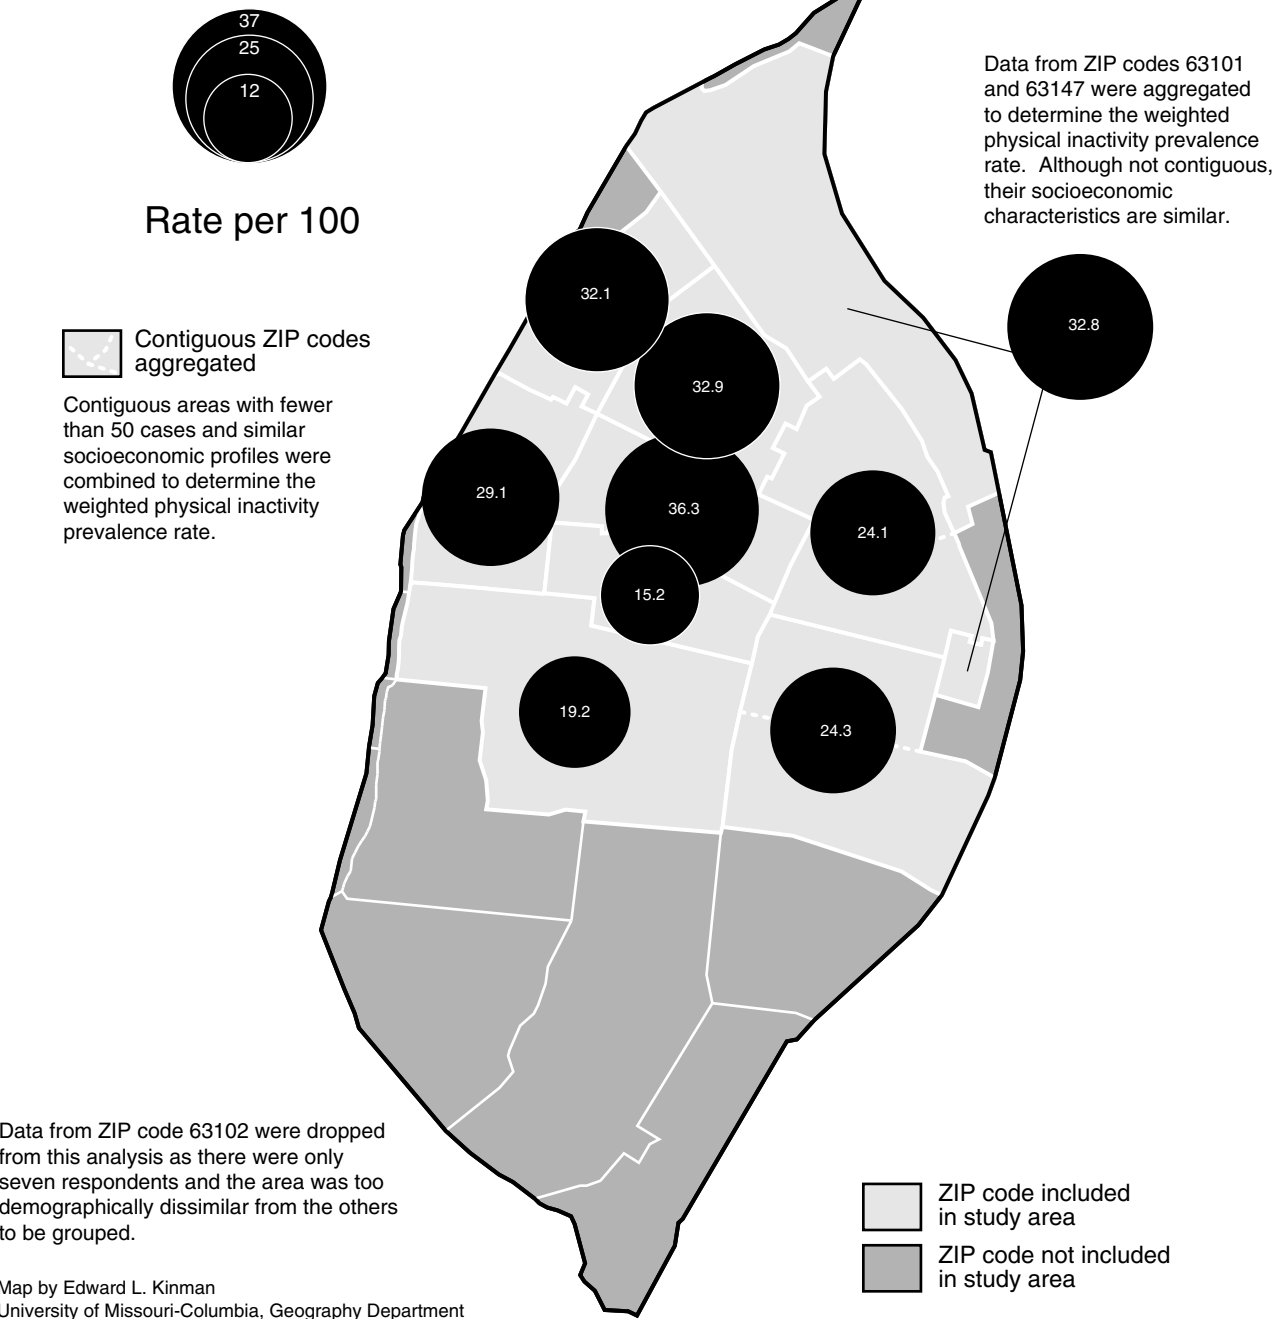 37
25
12
Rate per 100
Data from ZIP codes 63101
and 63147 were aggregated
to determine the weighted
physical inactivity prevalence
rate.  Although not contiguous,
their socioeconomic
characteristics are similar.
32.1
32.8
Contiguous ZIP codes
aggregated
32.9
Contiguous areas with fewer
than 50 cases and similar
socioeconomic profiles were
combined to determine the
weighted physical inactivity
prevalence rate.
29.1
36.3
24.1
15.2
19.2
24.3
Data from ZIP code 63102 were dropped
from this analysis as there were only
seven respondents and the area was too
demographically dissimilar from the others
to be grouped.
ZIP code included
in study area
ZIP code not included
in study area
Map by Edward L. Kinman
University of Missouri-Columbia, Geography Department